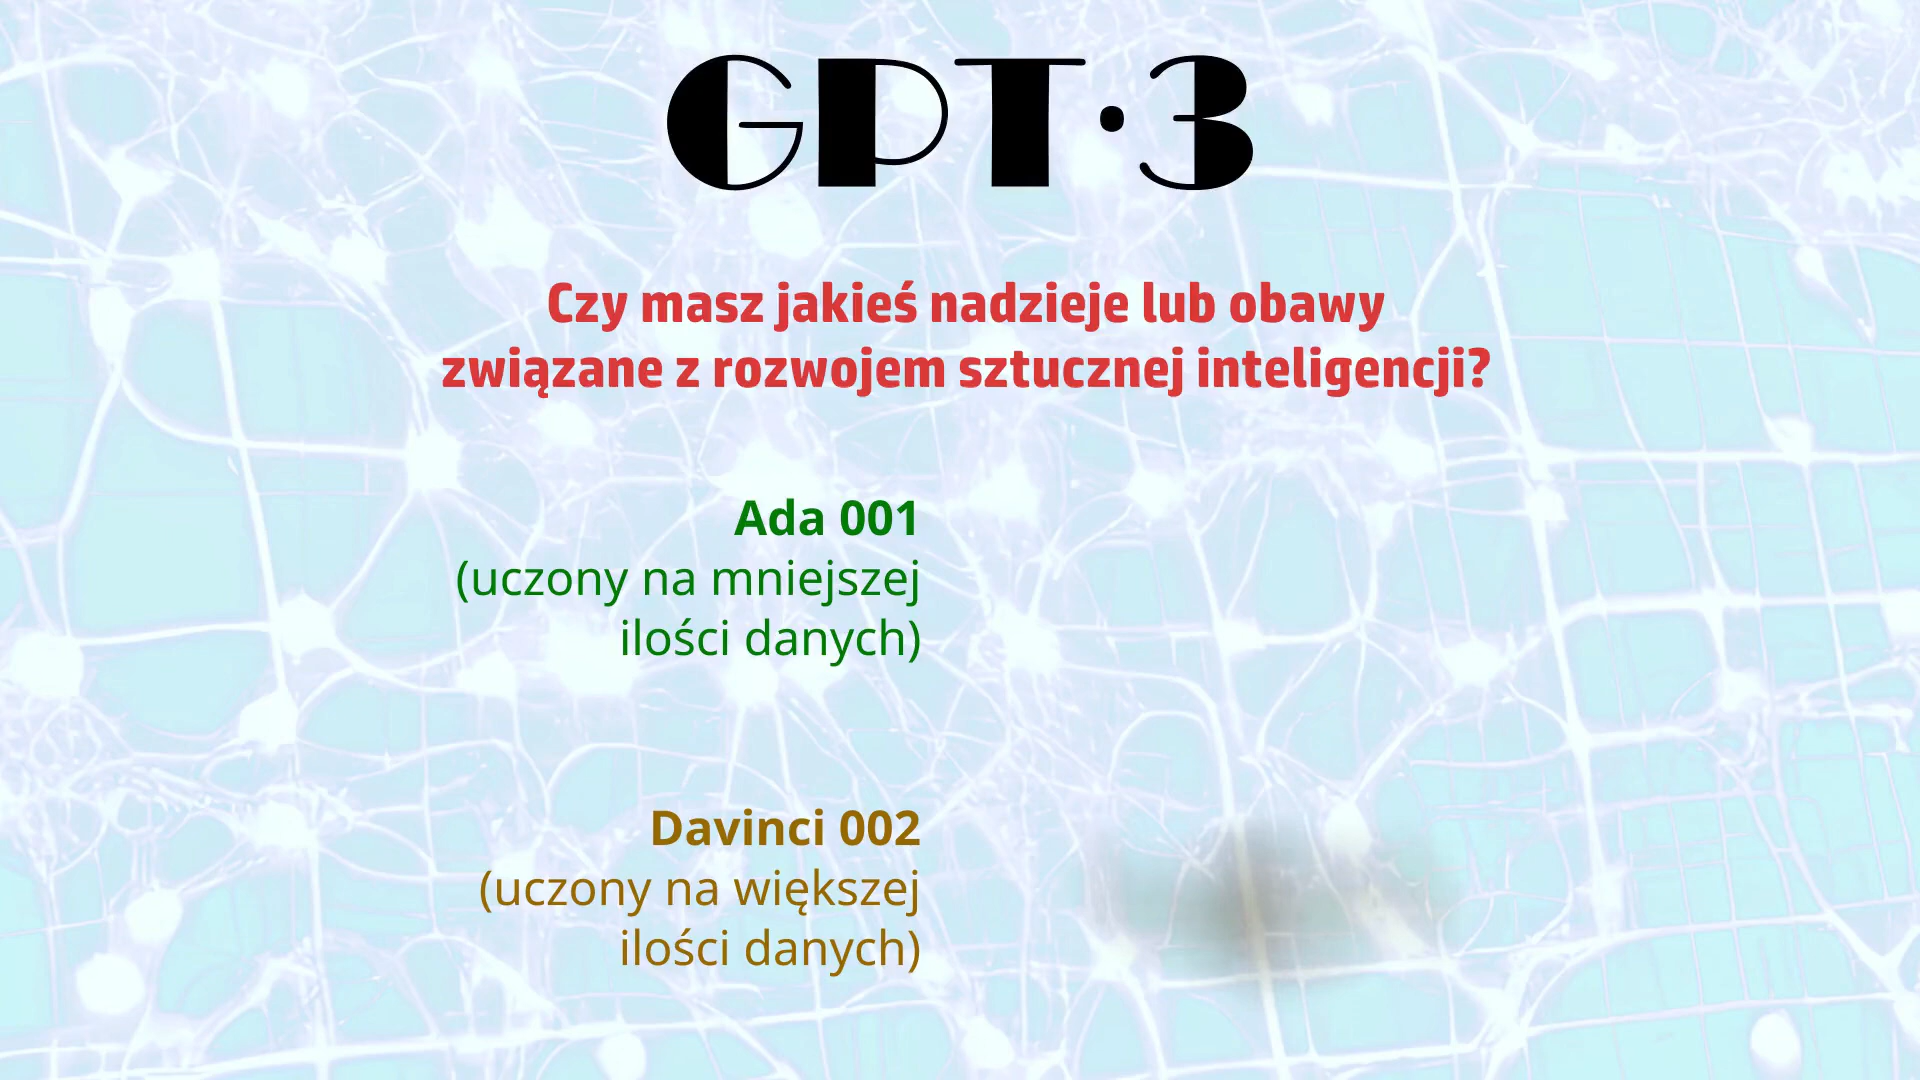 GPT·3
Czy masz jakieś nadzieje lub obawy
związane z rozwojem sztucznej inteligencji?
Ada 001
(uczony na mniejszej
ilości danych)
Davinci 002
(uczony na większej
ilości danych)